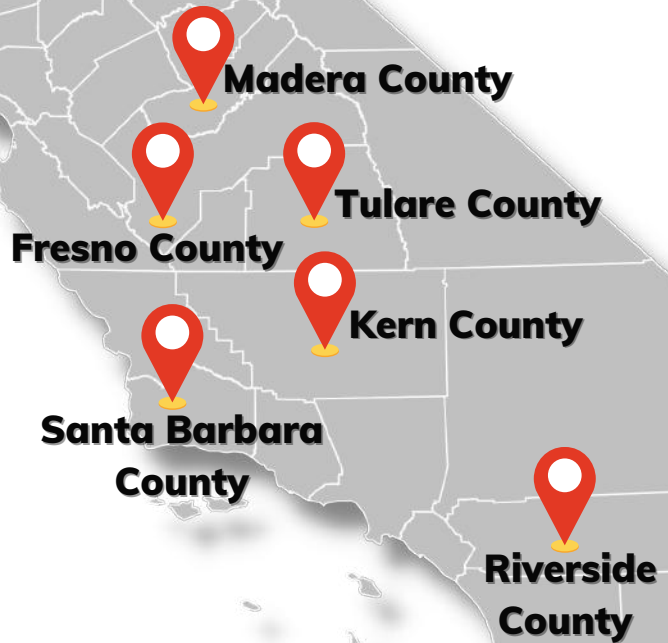 Madera County
Tulare County
Fresno County
Kern County
Santa Barbara
County
Riverside
County